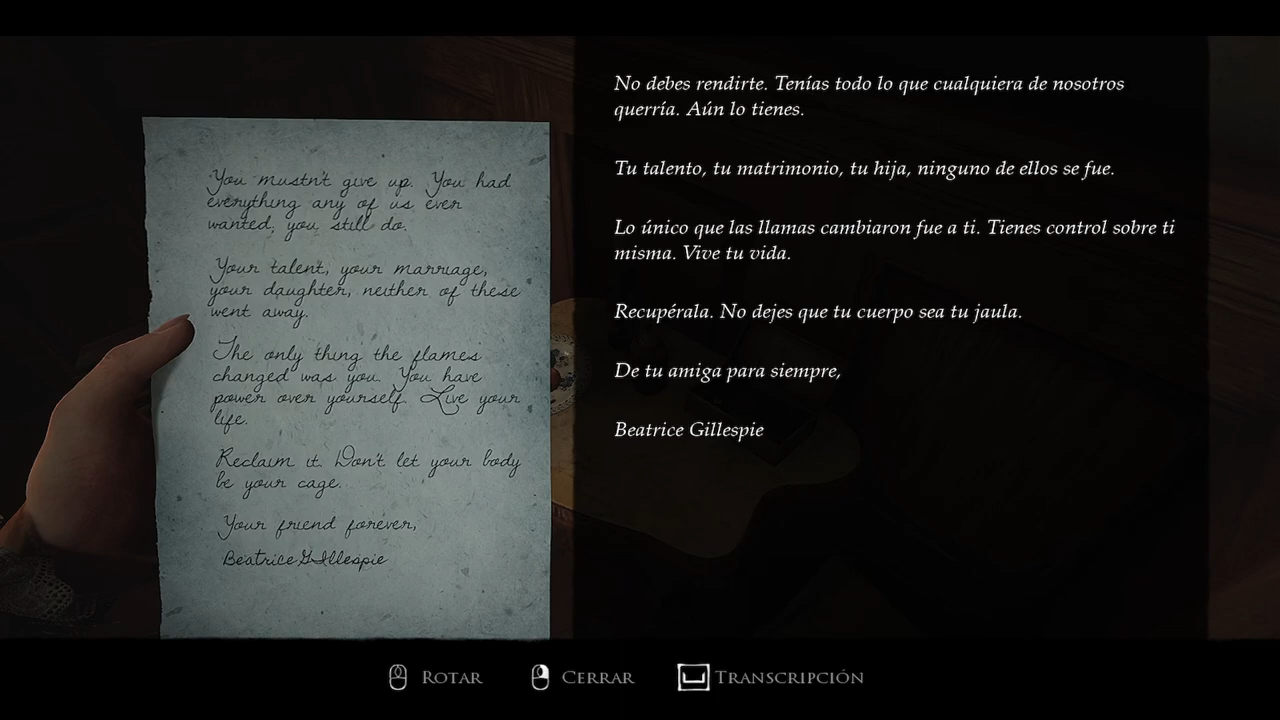 You mustn't give up. You had
everything any of us ever
wanted, you still do.
Your talent, your marriage,
your daughter, neither of these
went away.
The only thing the flames
changed was you. You have
power over yourself. Live your
life.
Reclaim it. Don't let your body
be your cage.
Your friend forever,
Beatrice Gillespie
No debes rendirte. Tenías todo lo que cualquiera de nosotros
querría. Aún lo tienes.
Tu talento, tu matrimonio, tu hija, ninguno de ellos se fue.
Lo único que las llamas cambiaron fue a ti. Tienes control sobre ti
misma. Vive tu vida.
Recupérala. No dejes que tu cuerpo sea tu jaula.
De tu amiga para siempre,
Beatrice Gillespie
ROTAR CERRAR TRANSCRIPCIÓN